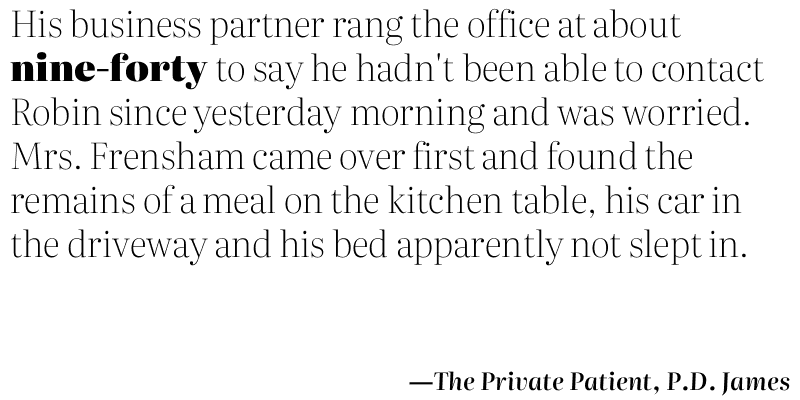 His business partner rang the office at about
nine-forty to say he hadn't been able to contact
Robin since yesterday morning and was worried.
Mrs. Frensham came over first and found the
remains of a meal on the kitchen table, his car in
the driveway and his bed apparently not slept in.
—The Private Patient, P.D. James